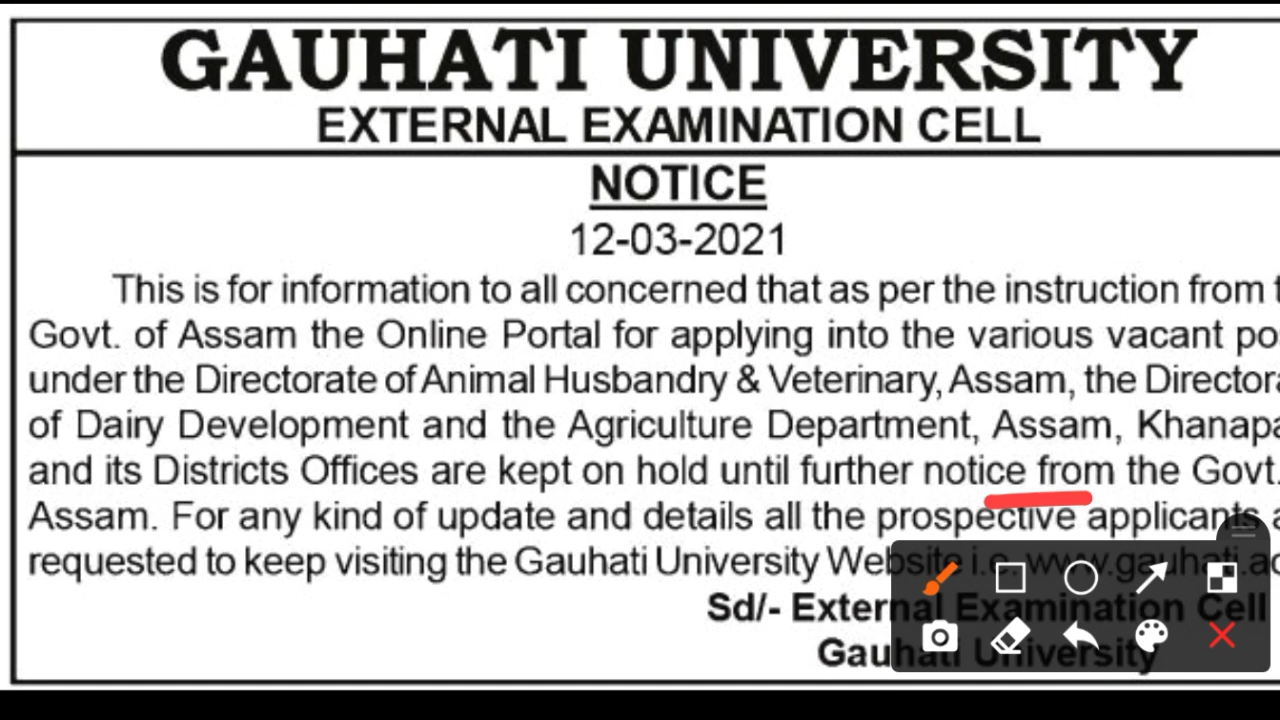 GAUHATI UNIVERSITY
EXTERNAL EXAMINATION CELL
NOTICE
12-03-2021
This is for information to all concerned that as per the instruction from
Govt. of Assam the Online Portal for applying into the various vacant
under the Directorate of Animal Husbandry & Veterinary, Assam, the
of Dairy Development and the Agriculture Department, Assam,
and its Districts Offices are kept on hold until further notice from the Govt.
Assam. For any kind of update and details all the prospective applicants
requested to keep visiting the Gauhati University Website i.e. www.gauhati.ac
Sd/- External Examination Cell
Gauhati University